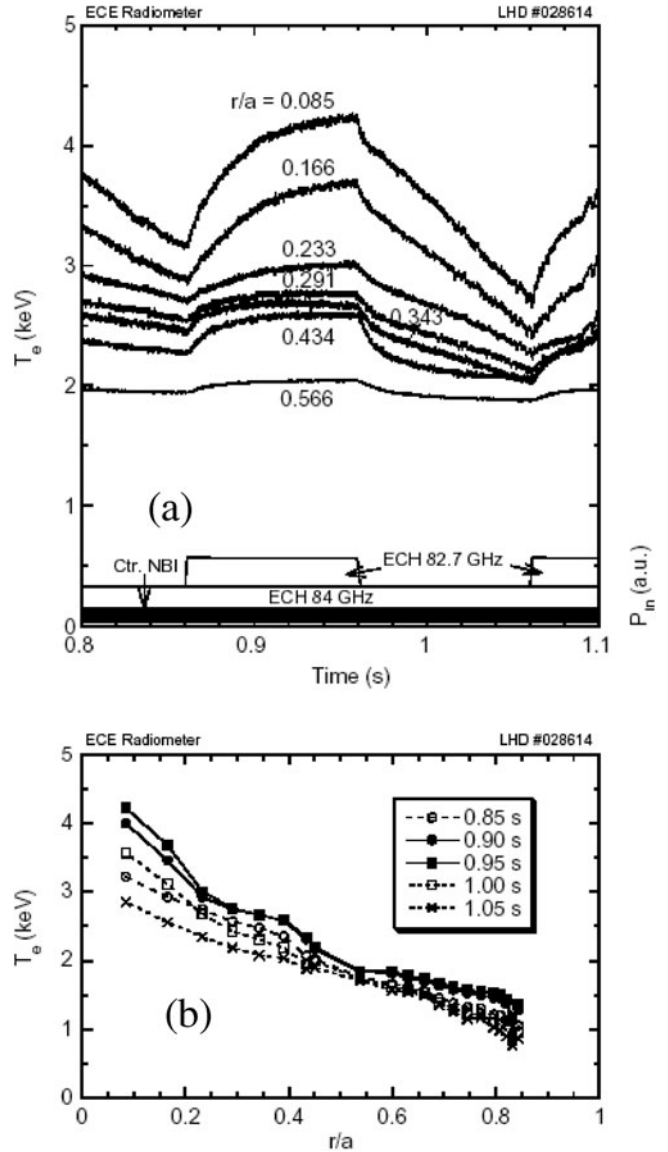 ECE Radiometer LHD #028614
5
r/a = 0.085
4
0.166
0.233
3
0.291
0.343
0.434
2
0.566
T_e (keV)
1
(a)
Ctr. NBI
ECH 82.7 GHz
ECH 84 GHz
P_in (a.u.)
0
0.8 0.9 1 1.1
Time (s)
ECE Radiometer LHD #028614
5
0.85 s
4
0.90 s
0.95 s
3
1.00 s
1.05 s
T_e (keV)
2
1
(b)
0
0 0.2 0.4 0.6 0.8 1
r/a